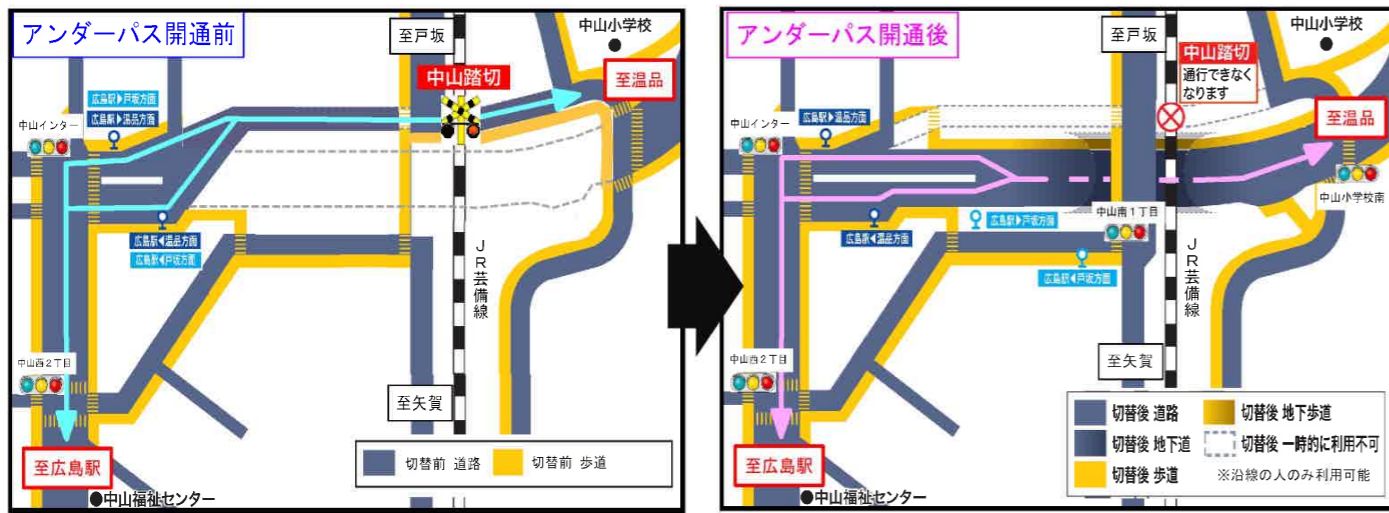 アンダーパス開通前
至戸坂
中山小学校
中山踏切
至温品
広島駅▶戸坂方面
広島駅▶温品方面
中山インター
広島駅◀温品方面
広島駅◀戸坂方面
JR芸備線
中山西2丁目
至矢賀
至広島駅
切替前 道路
切替前 歩道
●中山福祉センター
アンダーパス開通後
至戸坂
中山小学校
中山踏切
通行できなく
なります
至温品
中山インター
広島駅▶温品方面
中山小学校南
広島駅◀温品方面
広島駅▶戸坂方面
中山南1丁目
広島駅◀戸坂方面
JR芸備線
中山西2丁目
至矢賀
至広島駅
切替後 道路
切替後 地下歩道
切替後 地下道
切替後 一時的に利用不可
切替後 歩道
※沿線の人のみ利用可能
●中山福祉センター